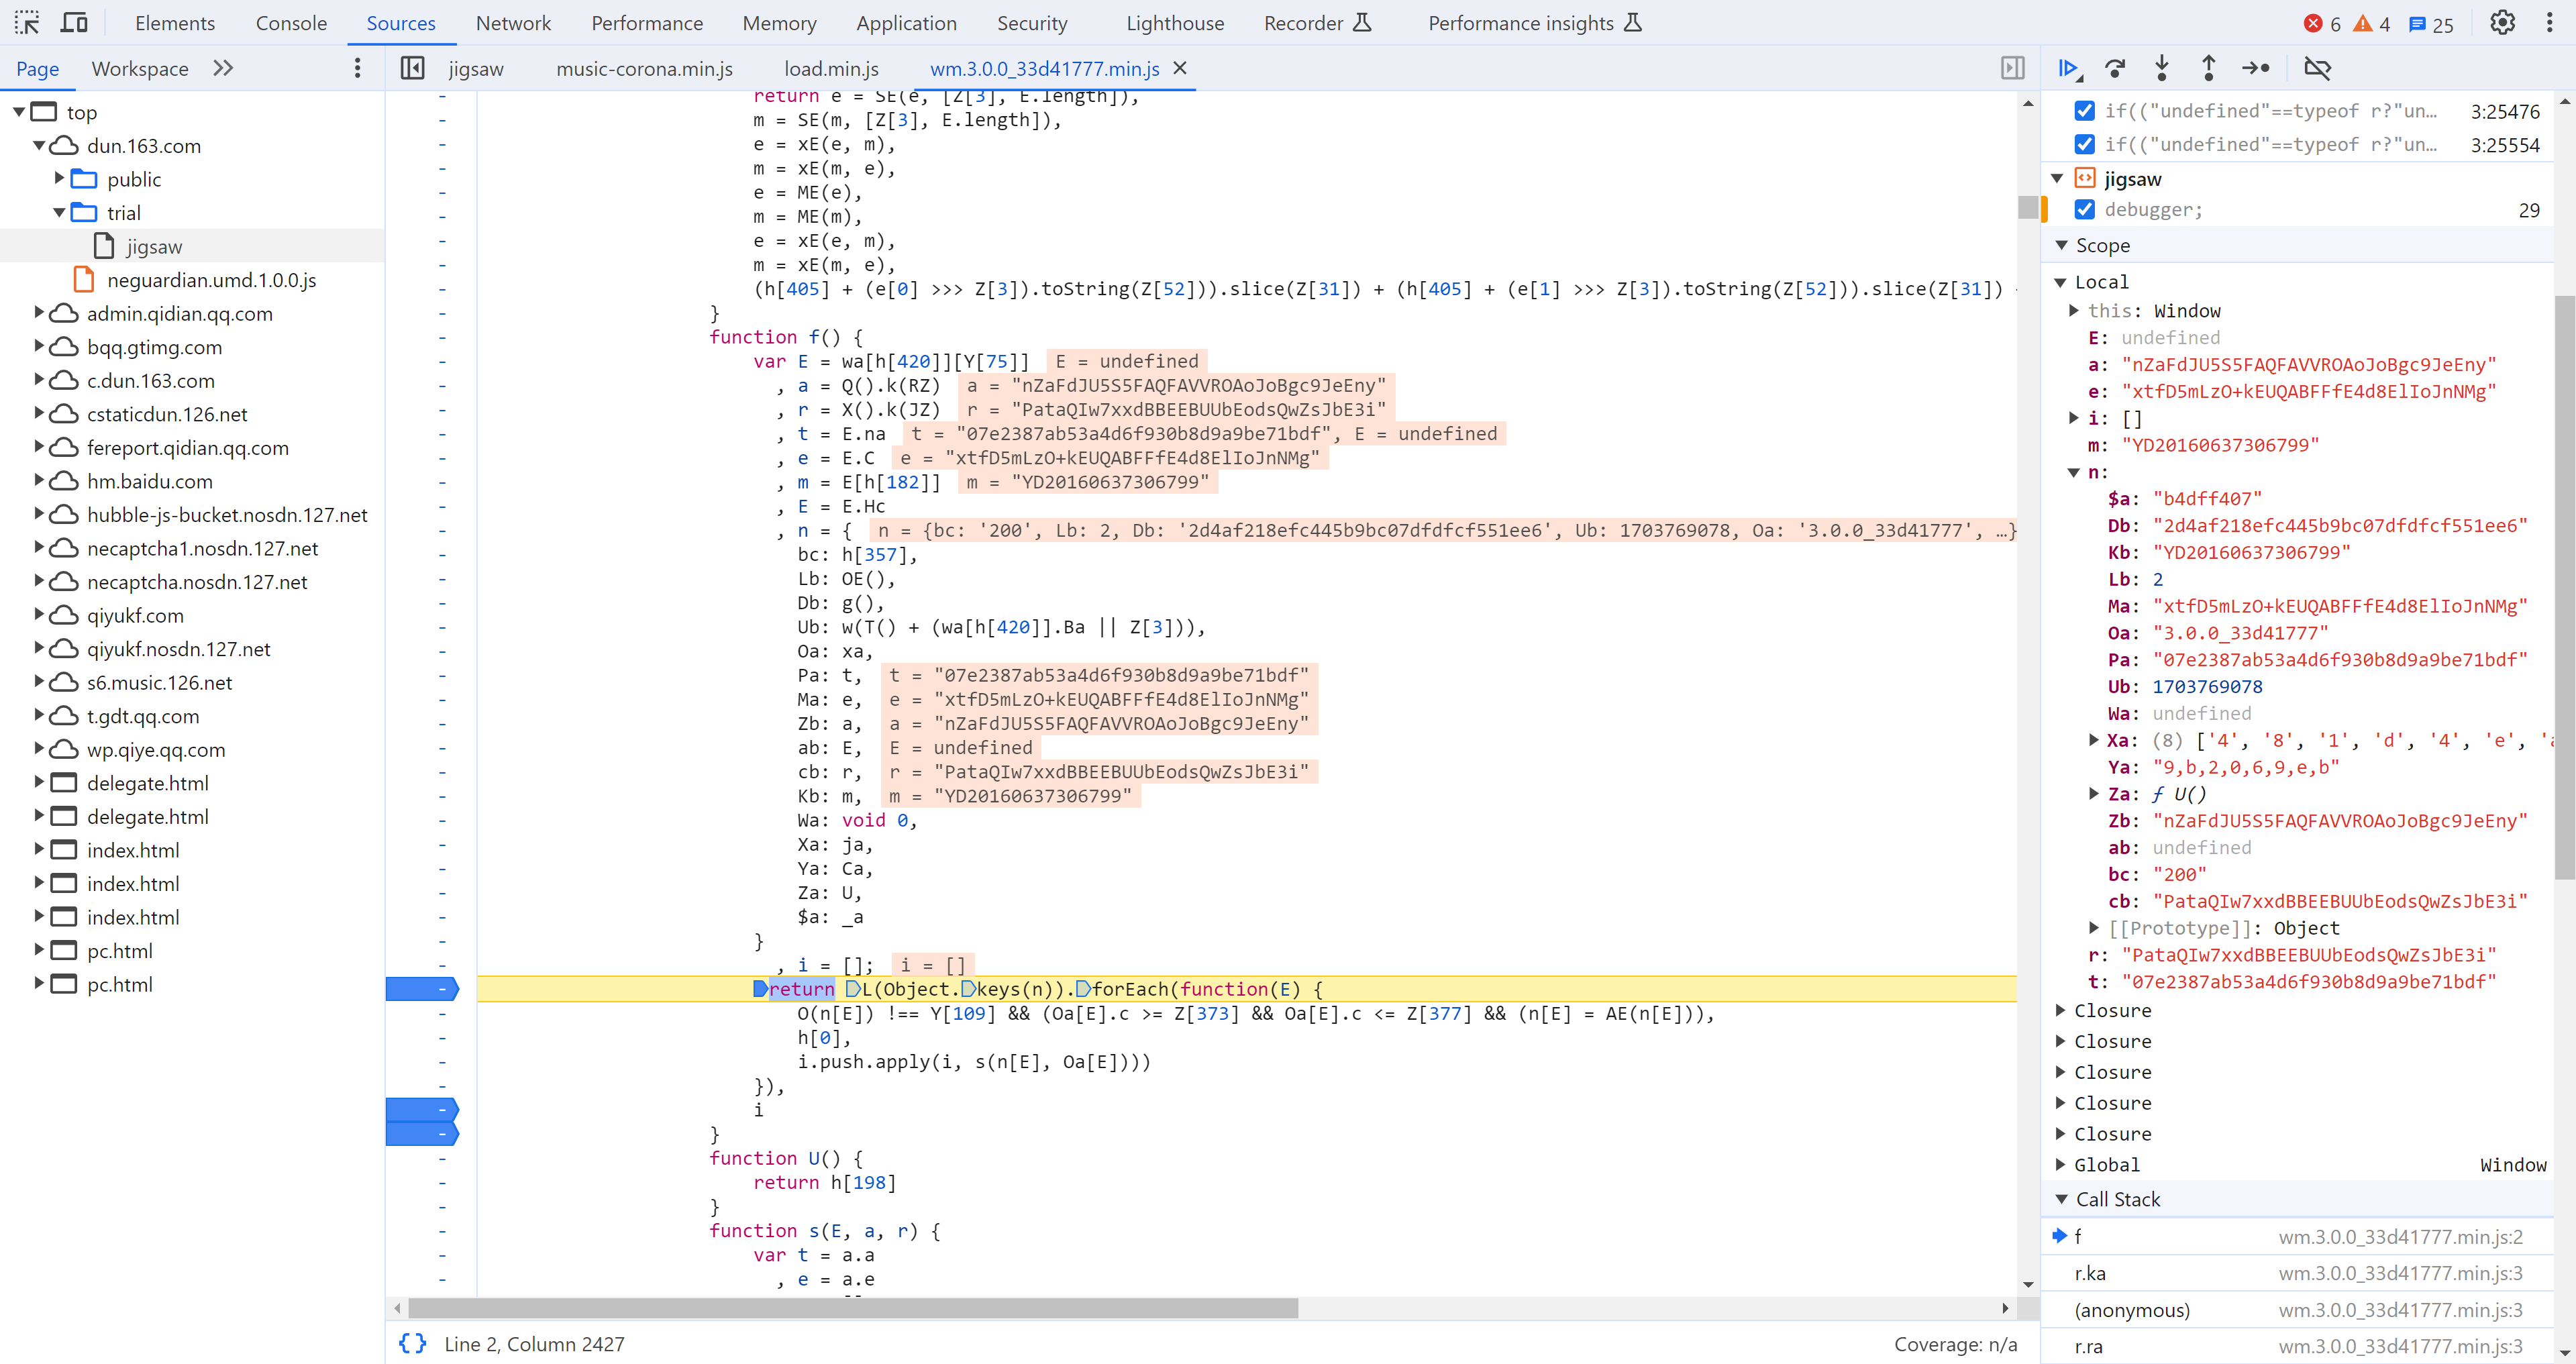 Elements Console Sources Network Performance Memory Application Security Lighthouse Recorder Performance insights 6 4 25
Page Workspace
jigsaw music-corona.min.js load.min.js wm.3.0.0_33d41777.min.js
top
dun.163.com
public
trial
jigsaw
neguardian.umd.1.0.0.js
admin.qidian.qq.com
bqq.gtimg.com
c.dun.163.com
cstaticdun.126.net
fereport.qidian.qq.com
hm.baidu.com
hubble-js-bucket.nosdn.127.net
necaptcha1.nosdn.127.net
necaptcha.nosdn.127.net
qiyukf.com
qiyukf.nosdn.127.net
s6.music.126.net
t.gdt.qq.com
wp.qiye.qq.com
delegate.html
delegate.html
index.html
index.html
index.html
pc.html
pc.html
return e = SE(e, [Z[3], E.length]),
m = SE(m, [Z[3], E.length]),
e = xE(e, m),
m = xE(m, e),
e = ME(e),
m = ME(m),
e = xE(e, m),
m = xE(m, e),
(h[405] + (e[0] >>> Z[3]).toString(Z[52])).slice(Z[31]) + (h[405] + (e[1] >>> Z[3]).toString(Z[52])).slice(Z[31])
}
function f() {
var E = wa[h[420]][Y[75]] E = undefined
, a = Q().k(RZ) a = "nZaFdJU5S5FAQFAVVROAoJoBgc9JeEny"
, r = X().k(JZ) r = "PataQIw7xxdBBEEBUUbEodsQwZsJbE3i"
, t = E.na t = "07e2387ab53a4d6f930b8d9a9be71bdf", E = undefined
, e = E.C e = "xtfD5mLzO+kEUQABFFfE4d8ElIoJnNMg"
, m = E[h[182]] m = "YD20160637306799"
, E = E.Hc
, n = { n = {bc: '200', Lb: 2, Db: '2d4af218efc445b9bc07dfdfcf551ee6', Ub: 1703769078, Oa: '3.0.0_33d41777', …}
bc: h[357],
Lb: OE(),
Db: g(),
Ub: w(T() + (wa[h[420]].Ba || Z[3])),
Oa: xa,
Pa: t, t = "07e2387ab53a4d6f930b8d9a9be71bdf"
Ma: e, e = "xtfD5mLzO+kEUQABFFfE4d8ElIoJnNMg"
Zb: a, a = "nZaFdJU5S5FAQFAVVROAoJoBgc9JeEny"
ab: E, E = undefined
cb: r, r = "PataQIw7xxdBBEEBUUbEodsQwZsJbE3i"
Kb: m, m = "YD20160637306799"
Wa: void 0,
Xa: ja,
Ya: Ca,
Za: U,
$a: _a
}
, i = []; i = []
return L(Object.keys(n)).forEach(function(E) {
O(n[E]) !== Y[109] && (Oa[E].c >= Z[373] && Oa[E].c <= Z[377] && (n[E] = AE(n[E])),
h[0],
i.push.apply(i, s(n[E], Oa[E])))
}),
i
}
function U() {
return h[198]
}
function s(E, a, r) {
var t = a.a
, e = a.e
Line 2, Column 2427 Coverage: n/a
if(("undefined"==typeof r?"un… 3:25476
if(("undefined"==typeof r?"un… 3:25554
jigsaw
debugger; 29
Scope
Local
this: Window
E: undefined
a: "nZaFdJU5S5FAQFAVVROAoJoBgc9JeEny"
e: "xtfD5mLzO+kEUQABFFfE4d8ElIoJnNMg"
i: []
m: "YD20160637306799"
n:
$a: "b4dff407"
Db: "2d4af218efc445b9bc07dfdfcf551ee6"
Kb: "YD20160637306799"
Lb: 2
Ma: "xtfD5mLzO+kEUQABFFfE4d8ElIoJnNMg"
Oa: "3.0.0_33d41777"
Pa: "07e2387ab53a4d6f930b8d9a9be71bdf"
Ub: 1703769078
Wa: undefined
Xa: (8) ['4', '8', '1', 'd', '4', 'e',
Ya: "9,b,2,0,6,9,e,b"
Za: ƒ U()
Zb: "nZaFdJU5S5FAQFAVVROAoJoBgc9JeEny"
ab: undefined
bc: "200"
cb: "PataQIw7xxdBBEEBUUbEodsQwZsJbE3i"
[[Prototype]]: Object
r: "PataQIw7xxdBBEEBUUbEodsQwZsJbE3i"
t: "07e2387ab53a4d6f930b8d9a9be71bdf"
Closure
Closure
Closure
Closure
Closure
Global Window
Call Stack
f wm.3.0.0_33d41777.min.js:2
r.ka wm.3.0.0_33d41777.min.js:3
(anonymous) wm.3.0.0_33d41777.min.js:3
r.ra wm.3.0.0_33d41777.min.js:3